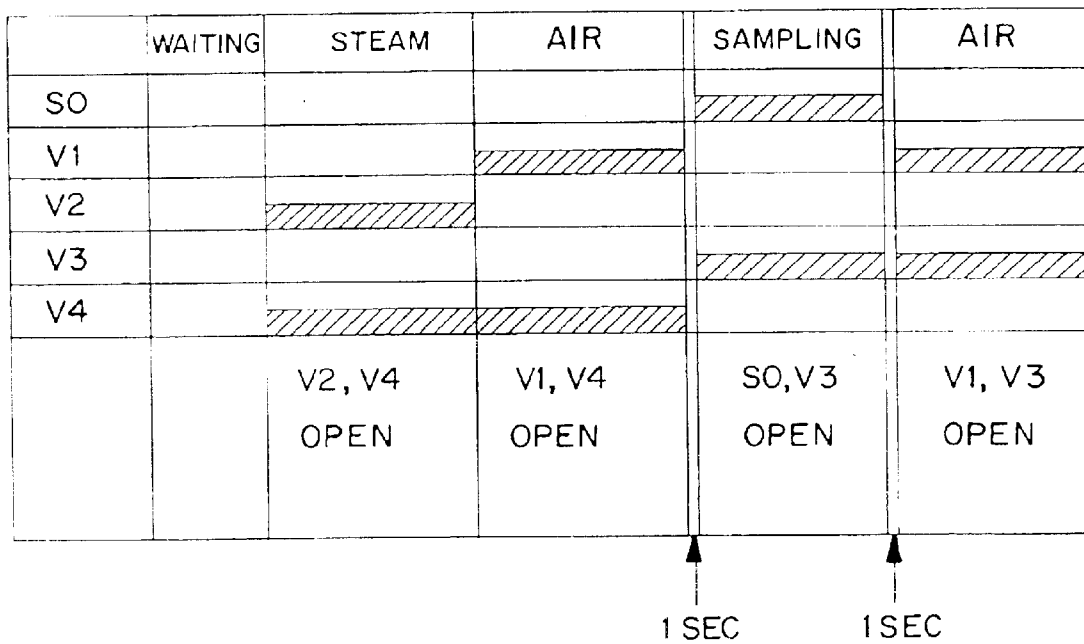 WAITING STEAM AIR SAMPLING AIR
SO
V1
V2
V3
V4
V2, V4 V1, V4 SO, V3 V1, V3
OPEN OPEN OPEN OPEN
1 SEC 1 SEC